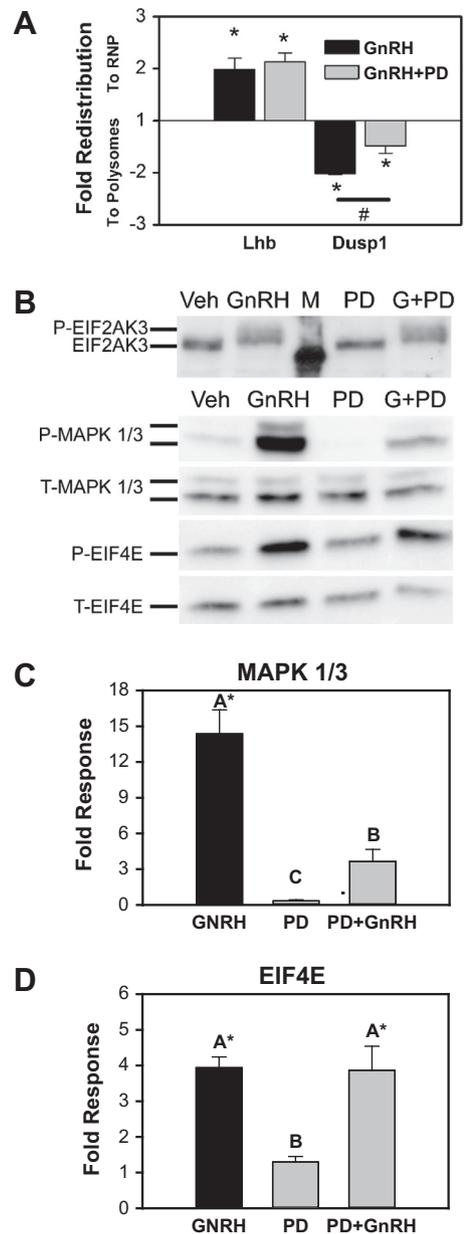 A
Fold Redistribution
To Polysomes To RNP
3
2
1
-2
-3
* *
GnRH
GnRH+PD
* *
#
Lhb Dusp1
B
Veh GnRH M PD G+PD
P-EIF2AK3
EIF2AK3
Veh GnRH PD G+PD
P-MAPK 1/3
T-MAPK 1/3
P-EIF4E
T-EIF4E
C
MAPK 1/3
Fold Response
18
15
12
9
6
3
0
A*
C
B
GNRH PD PD+GnRH
D
EIF4E
Fold Response
6
5
4
3
2
1
0
A*
B
A*
GNRH PD PD+GnRH